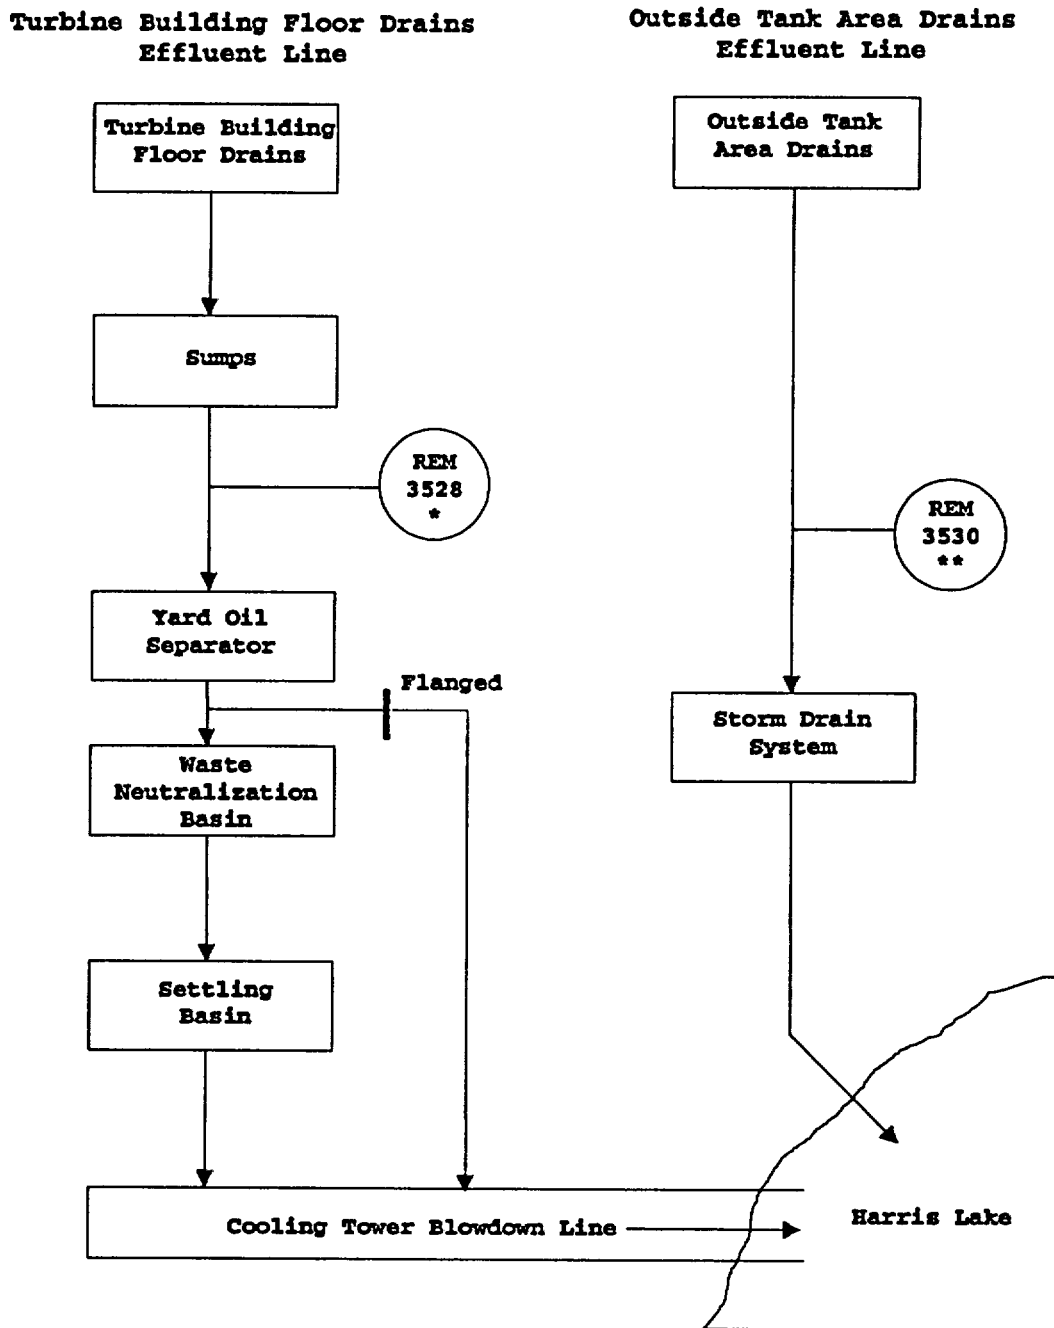 Turbine Building Floor Drains
Effluent Line
Outside Tank Area Drains
Effluent Line
Turbine Building
Floor Drains
Outside Tank
Area Drains
Sumps
REM
3528
*
REM
3530
**
Yard Oil
Separator
Flanged
Storm Drain
System
Waste
Neutralization
Basin
Settling
Basin
Cooling Tower Blowdown Line
Harris Lake